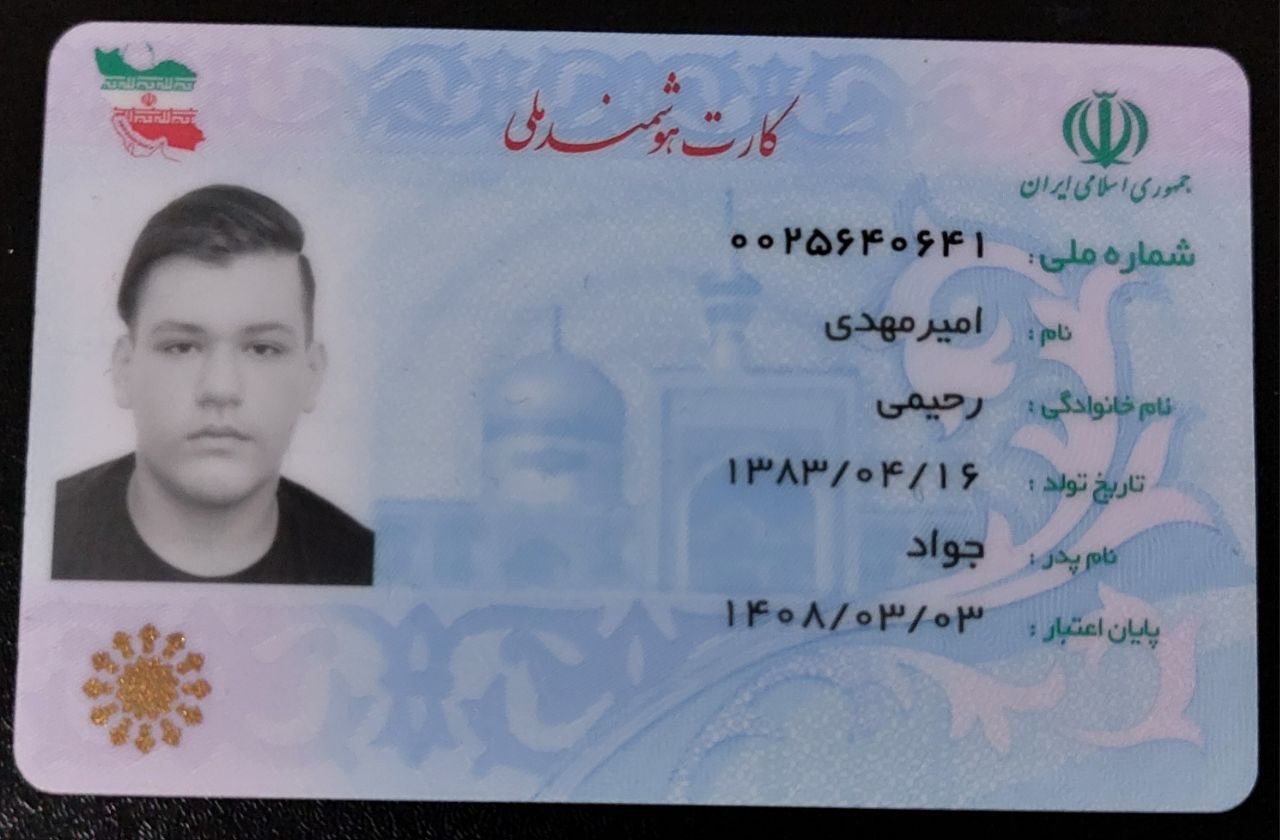 کارت هوشمند ملی
جمهوری اسلامی ایران
شماره ملی: ۰۰۲۵۶۴۰۶۴۱
نام: امیرمهدی
نام خانوادگی: رحیمی
تاریخ تولد: ۱۳۸۳/۰۴/۱۶
نام پدر: جواد
پایان اعتبار: ۱۴۰۸/۰۳/۰۳